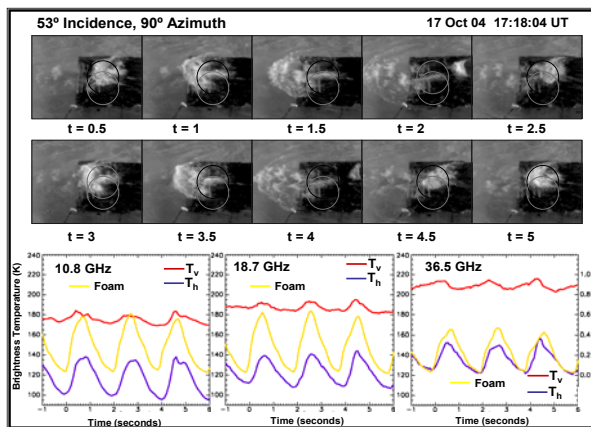 53º Incidence, 90º Azimuth 17 Oct 04 17:18:04 UT
t = 0.5 t = 1 t = 1.5 t = 2 t = 2.5
t = 3 t = 3.5 t = 4 t = 4.5 t = 5
Brightness Temperature (K)
240
220
200
180
160
140
120
100
10.8 GHz
Tv
Foam
Th
-1 0 1 2 3 4 5 6
Time (seconds)
240
220
200
180
160
140
120
100
18.7 GHz
Tv
Foam
Th
-1 0 1 2 3 4 5 6
Time (seconds)
240
220
200
180
160
140
120
100
36.5 GHz
Foam
Tv
Th
1.0
0.8
0.6
0.4
0.2
0.0
-1 0 1 2 3 4 5 6
Time (seconds)